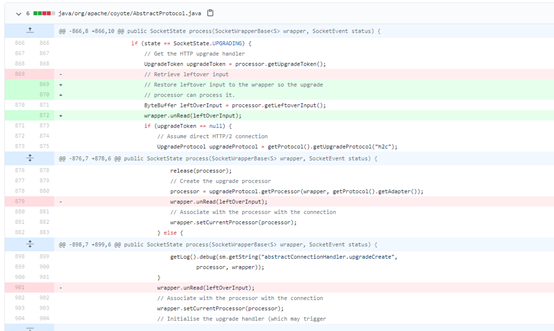 6 java/org/apache/coyote/AbstractProtocol.java
@@ -866,8 +866,10 @@ public SocketState process(SocketWrapperBase<S> wrapper, SocketEvent status) {
866 866 if (state == SocketState.UPGRADING) {
867 867 // Get the HTTP upgrade handler
868 868 UpgradeToken upgradeToken = processor.getUpgradeToken();
869 - // Retrieve leftover input
869 + // Restore leftover input to the wrapper so the upgrade
870 + // processor can process it.
870 871 ByteBuffer leftOverInput = processor.getLeftoverInput();
872 + wrapper.unRead(leftOverInput);
871 873 if (upgradeToken == null) {
872 874 // Assume direct HTTP/2 connection
873 875 UpgradeProtocol upgradeProtocol = getProtocol().getUpgradeProtocol("h2c");
@@ -876,7 +878,6 @@ public SocketState process(SocketWrapperBase<S> wrapper, SocketEvent status) {
876 878 release(processor);
877 879 // Create the upgrade processor
878 880 processor = upgradeProtocol.getProcessor(wrapper, getProtocol().getAdapter());
879 - wrapper.unRead(leftOverInput);
880 881 // Associate with the processor with the connection
881 882 wrapper.setCurrentProcessor(processor);
882 883 } else {
@@ -898,7 +899,6 @@ public SocketState process(SocketWrapperBase<S> wrapper, SocketEvent status) {
898 899 getLog().debug(sm.getString("abstractConnectionHandler.upgradeCreate",
899 900 processor, wrapper));
900 901 }
901 - wrapper.unRead(leftOverInput);
902 902 // Associate with the processor with the connection
903 903 wrapper.setCurrentProcessor(processor);
904 904 // Initialise the upgrade handler (which may trigger